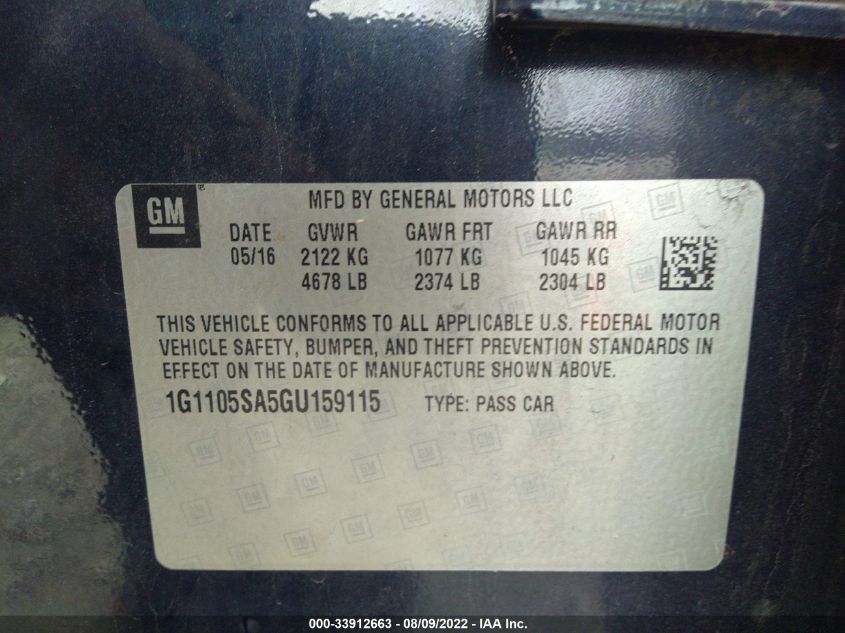 GM ® MFD BY GENERAL MOTORS LLC
DATE GVWR GAWR FRT GAWR RR
05/16 2122 KG 1077 KG 1045 KG
4678 LB 2374 LB 2304 LB
THIS VEHICLE CONFORMS TO ALL APPLICABLE U.S. FEDERAL MOTOR
VEHICLE SAFETY, BUMPER, AND THEFT PREVENTION STANDARDS IN
EFFECT ON THE DATE OF MANUFACTURE SHOWN ABOVE.
1G1105SA5GU159115 TYPE: PASS CAR
000-33912663 - 08/09/2022 - IAA Inc.